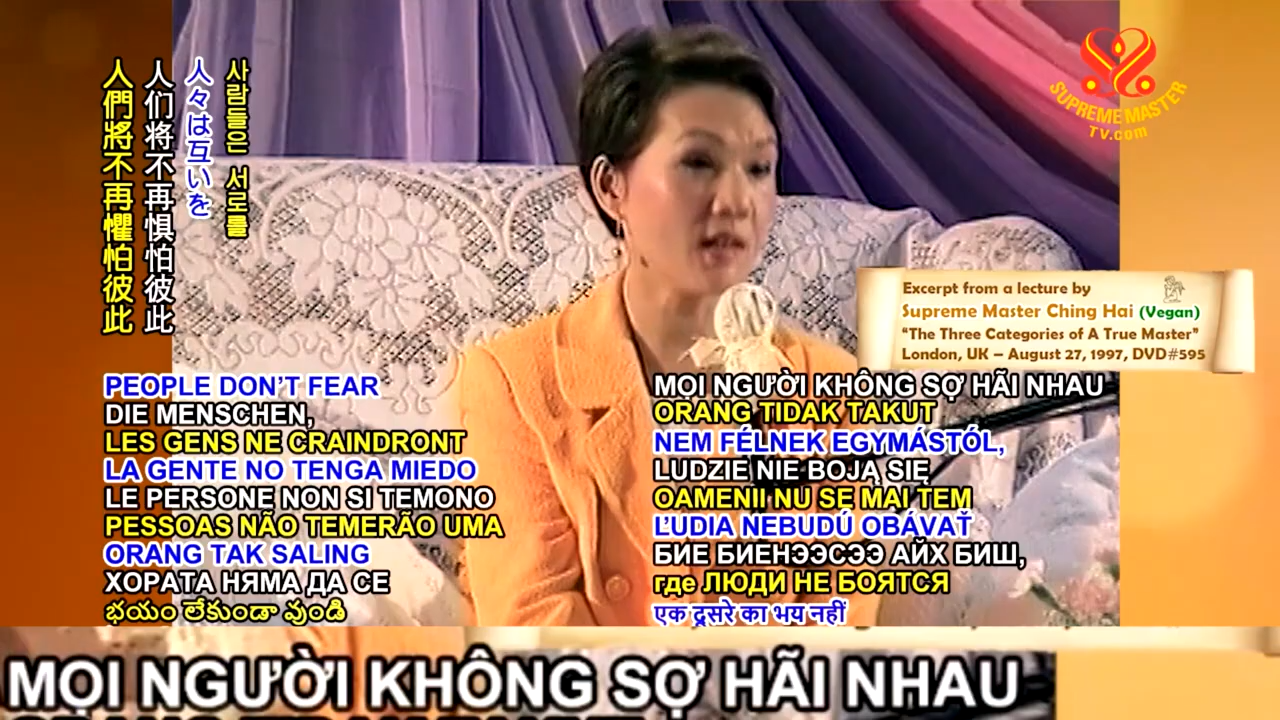 人們將不再懼怕彼此
人们将不再惧怕彼此
人々は互いを
사람들은 서로를
SUPREME MASTER
TV.com
Excerpt from a lecture by
Supreme Master Ching Hai (Vegan)
“The Three Categories of A True Master”
London, UK – August 27, 1997, DVD#595
PEOPLE DON’T FEAR
DIE MENSCHEN,
LES GENS NE CRAINDRONT
LA GENTE NO TENGA MIEDO
LE PERSONE NON SI TEMONO
PESSOAS NÃO TEMERÃO UMA
ORANG TAK SALING
ХОРАТА НЯМА ДА СЕ
భయం లేకుండా వుండి
MỌI NGƯỜI KHÔNG SỢ HÃI NHAU
ORANG TIDAK TAKUT
NEM FÉLNEK EGYMÁSTÓL,
LUDZIE NIE BOJĄ SIĘ
OAMENII NU SE MAI TEM
ĽUDIA NEBUDÚ OBÁVAŤ
БИЕ БИЕНЭЭСЭЭ АЙХ БИШ,
где ЛЮДИ НЕ БОЯТСЯ
एक दूसरे का भय नहीं
MỌI NGƯỜI KHÔNG SỢ HÃI NHAU